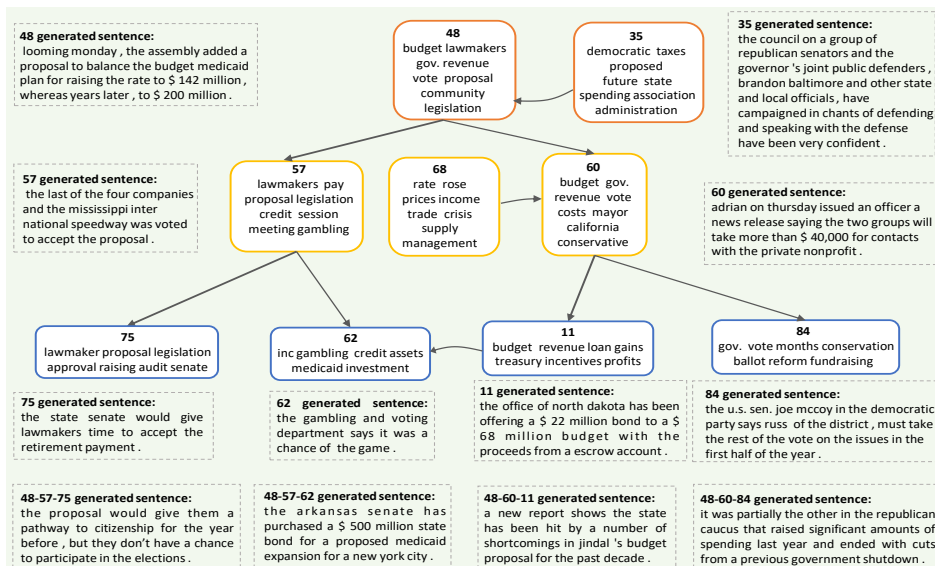 48 generated sentence:
looming monday , the assembly added a
proposal to balance the budget medicaid
plan for raising the rate to $ 142 million ,
whereas years later , to $ 200 million .
48
budget lawmakers
gov. revenue
vote proposal
community
legislation
35
democratic taxes
proposed
future state
spending association
administration
35 generated sentence:
the council on a group of
republican senators and the
governor 's joint public defenders ,
brandon baltimore and other state
and local officials , have
campaigned in chants of defending
and speaking with the defense
have been very confident .
57 generated sentence:
the last of the four companies
and the mississippi inter
national speedway was voted
to accept the proposal .
57
lawmakers pay
proposal legislation
credit session
meeting gambling
68
rate rose
prices income
trade crisis
supply
management
60
budget gov.
revenue vote
costs mayor
california
conservative
60 generated sentence:
adrian on thursday issued an officer a
news release saying the two groups will
take more than $ 40,000 for contacts
with the private nonprofit .
75
lawmaker proposal legislation
approval raising audit senate
62
inc gambling credit assets
medicaid investment
11
budget revenue loan gains
treasury incentives profits
84
gov. vote months conservation
ballot reform fundraising
75 generated sentence:
the state senate would give
lawmakers time to accept the
retirement payment .
62 generated sentence:
the gambling and voting
department says it was a
chance of the game .
11 generated sentence:
the office of north dakota has been
offering a $ 22 million bond to a $
68 million budget with the
proceeds from a escrow account .
84 generated sentence:
the u.s. sen. joe mccoy in the democratic
party says russ of the district , must take
the rest of the vote on the issues in the
first half of the year .
48-57-75 generated sentence:
the proposal would give them a
pathway to citizenship for the year
before , but they don't have a chance
to participate in the elections .
48-57-62 generated sentence:
the arkansas senate has
purchased a $ 500 million state
bond for a proposed medicaid
expansion for a new york city .
48-60-11 generated sentence:
a new report shows the state
has been hit by a number of
shortcomings in jindal 's budget
proposal for the past decade .
48-60-84 generated sentence:
it was partially the other in the republican
caucus that raised significant amounts of
spending last year and ended with cuts
from a previous government shutdown .